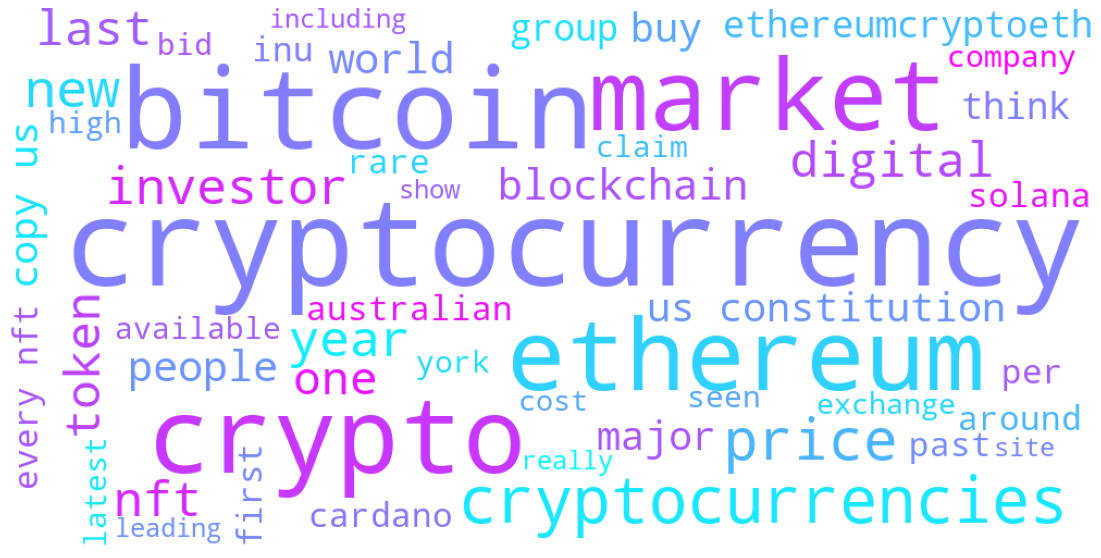 last
including
bid
inu
world
group
buy
ethereumcryptoeth
company
new
high
bitcoin
market
think
claim
digital
rare
investor
show
blockchain
solana
copy us
cryptocurrency
australian
us constitution
token
available
year
york
ethereum
people
one
per
every nft
cost
seen
exchange
around
crypto
major
price
past
site
really
latest
nft
first
cardano
cryptocurrencies
leading